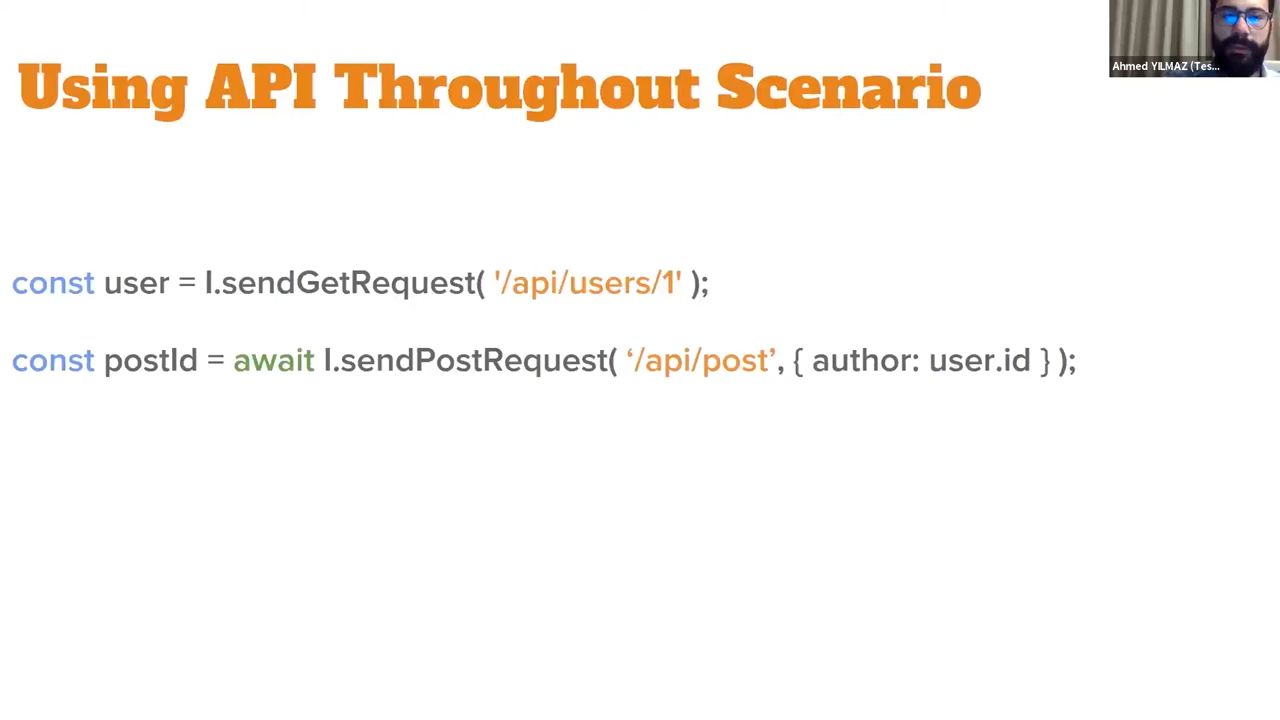 Using API Throughout Scenario
Ahmed YILMAZ (Tes...
const user = I.sendGetRequest( '/api/users/1' );
const postId = await I.sendPostRequest( ‘/api/post’, { author: user.id } );